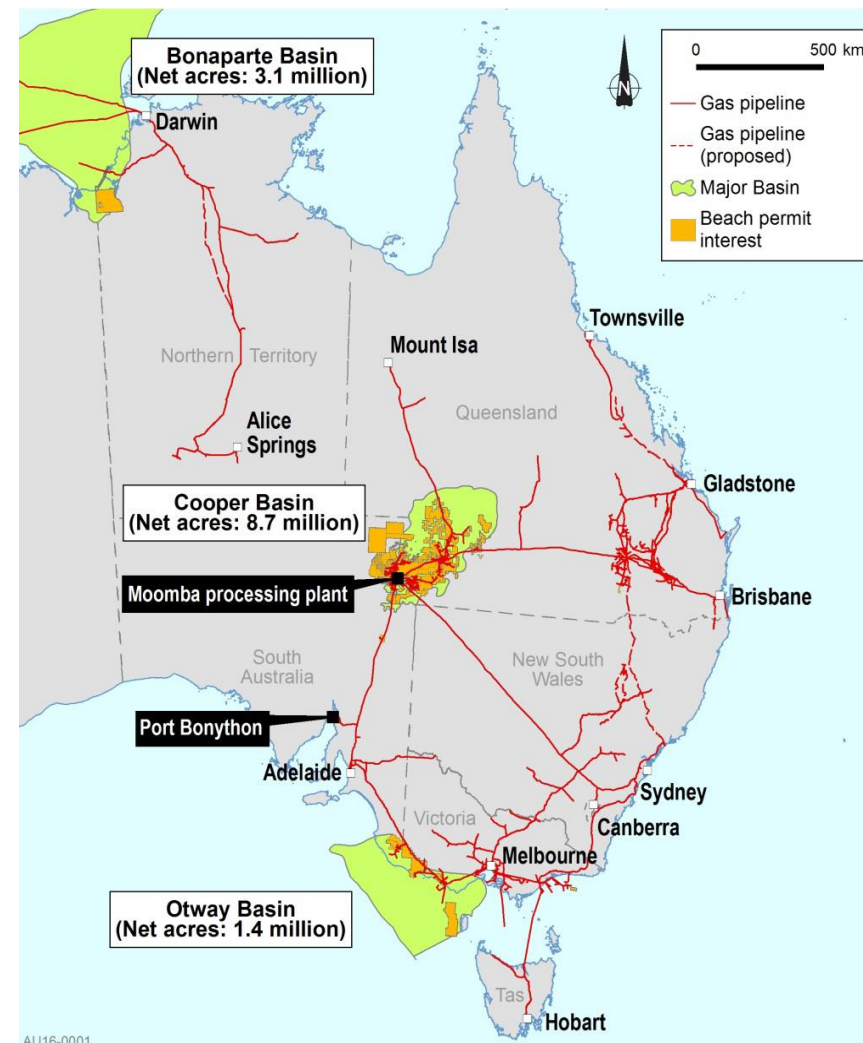 Bonaparte Basin
(Net acres: 3.1 million)
0 500 km
N
Gas pipeline
Gas pipeline
(proposed)
Major Basin
Beach permit
interest
Darwin
Townsville
Mount Isa
Northern Territory
Queensland
Alice
Springs
Gladstone
Cooper Basin
(Net acres: 8.7 million)
Moomba processing plant
Brisbane
South
Australia
New South
Wales
Port Bonython
Adelaide
Sydney
Victoria
Canberra
Melbourne
Otway Basin
(Net acres: 1.4 million)
Tas
Hobart
AU16-0001